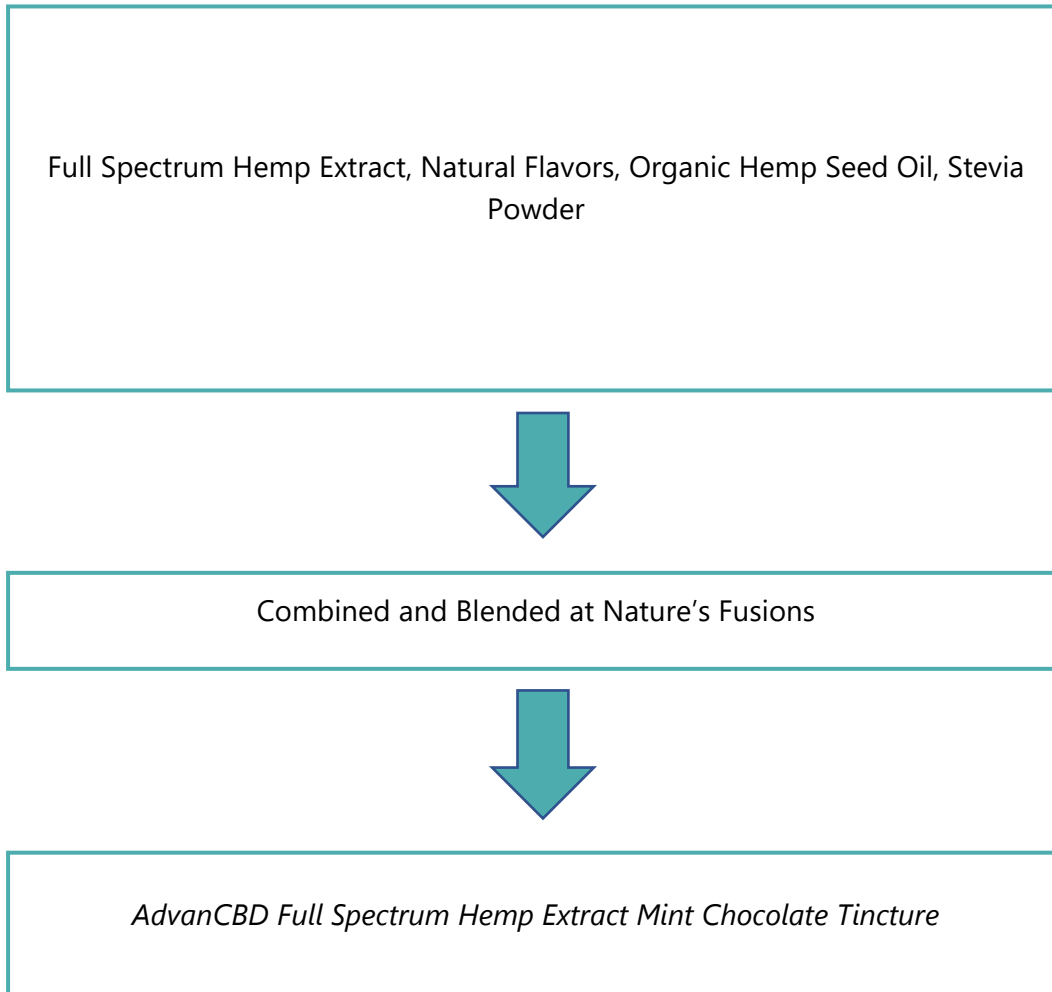 Full Spectrum Hemp Extract, Natural Flavors, Organic Hemp Seed Oil, Stevia
Powder
Combined and Blended at Nature’s Fusions
AdvanCBD Full Spectrum Hemp Extract Mint Chocolate Tincture